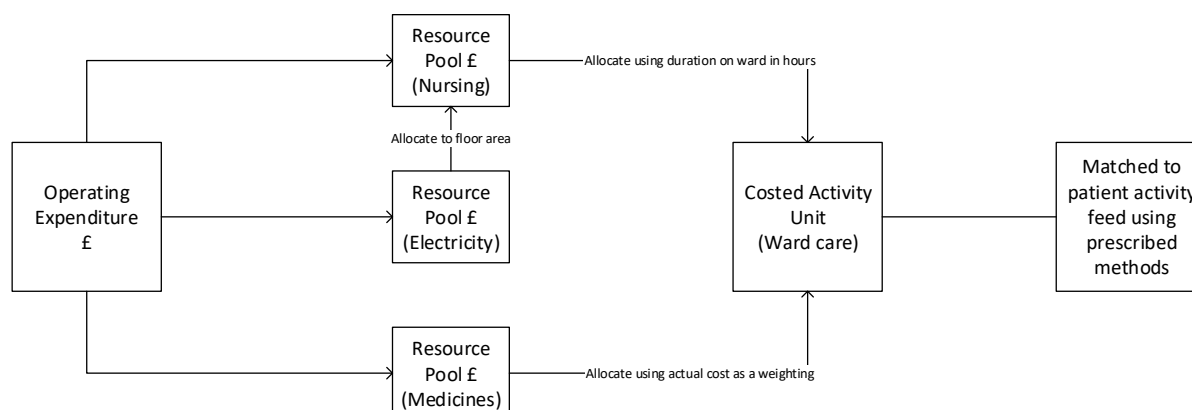 Resource
Pool £
(Nursing)
Allocate using duration on ward in hours
Allocate to floor area
Operating
Expenditure
£
Resource
Pool £
(Electricity)
Costed Activity
Unit
(Ward care)
Matched to
patient activity
feed using
prescribed
methods
Resource
Pool £
(Medicines)
Allocate using actual cost as a weighting